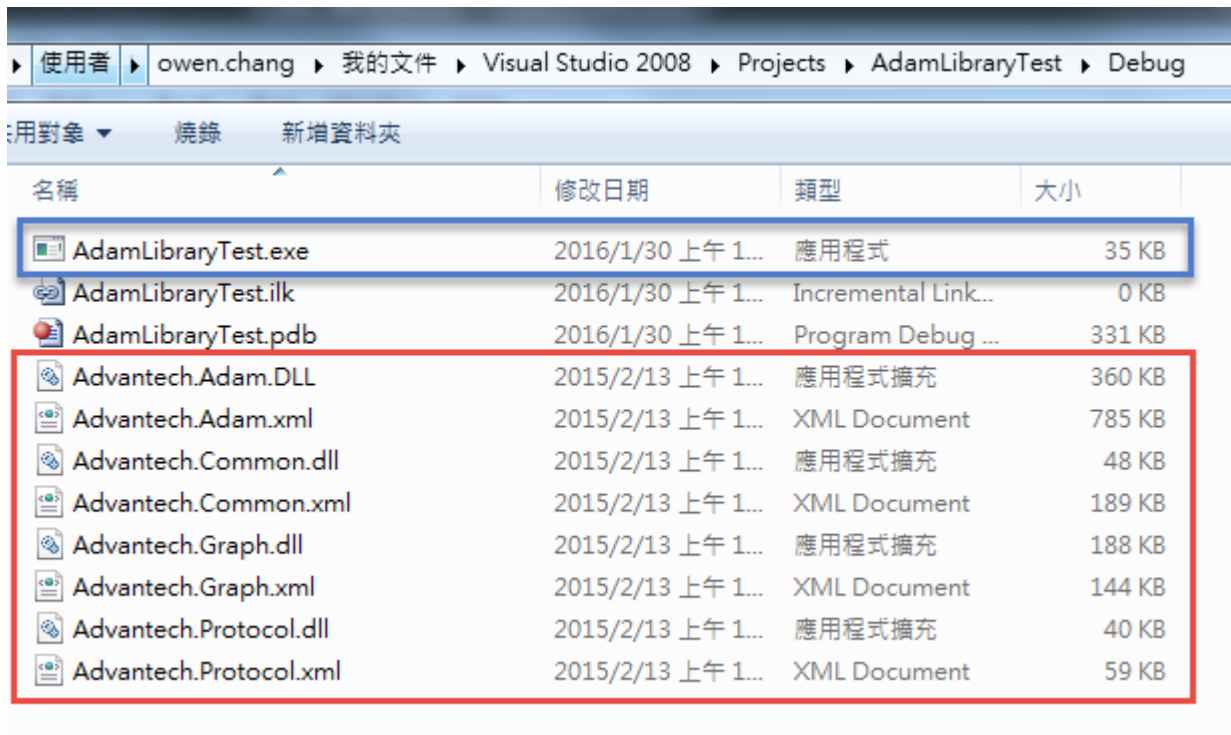 使用者 owen.chang 我的文件 Visual Studio 2008 Projects AdamLibraryTest Debug
用對象 燒錄 新增資料夾
名稱 修改日期 類型 大小
AdamLibraryTest.exe 2016/1/30 上午 1... 應用程式 35 KB
AdamLibraryTest.ilk 2016/1/30 上午 1... Incremental Link... 0 KB
AdamLibraryTest.pdb 2016/1/30 上午 1... Program Debug ... 331 KB
Advantech.Adam.DLL 2015/2/13 上午 1... 應用程式擴充 360 KB
Advantech.Adam.xml 2015/2/13 上午 1... XML Document 785 KB
Advantech.Common.dll 2015/2/13 上午 1... 應用程式擴充 48 KB
Advantech.Common.xml 2015/2/13 上午 1... XML Document 189 KB
Advantech.Graph.dll 2015/2/13 上午 1... 應用程式擴充 188 KB
Advantech.Graph.xml 2015/2/13 上午 1... XML Document 144 KB
Advantech.Protocol.dll 2015/2/13 上午 1... 應用程式擴充 40 KB
Advantech.Protocol.xml 2015/2/13 上午 1... XML Document 59 KB